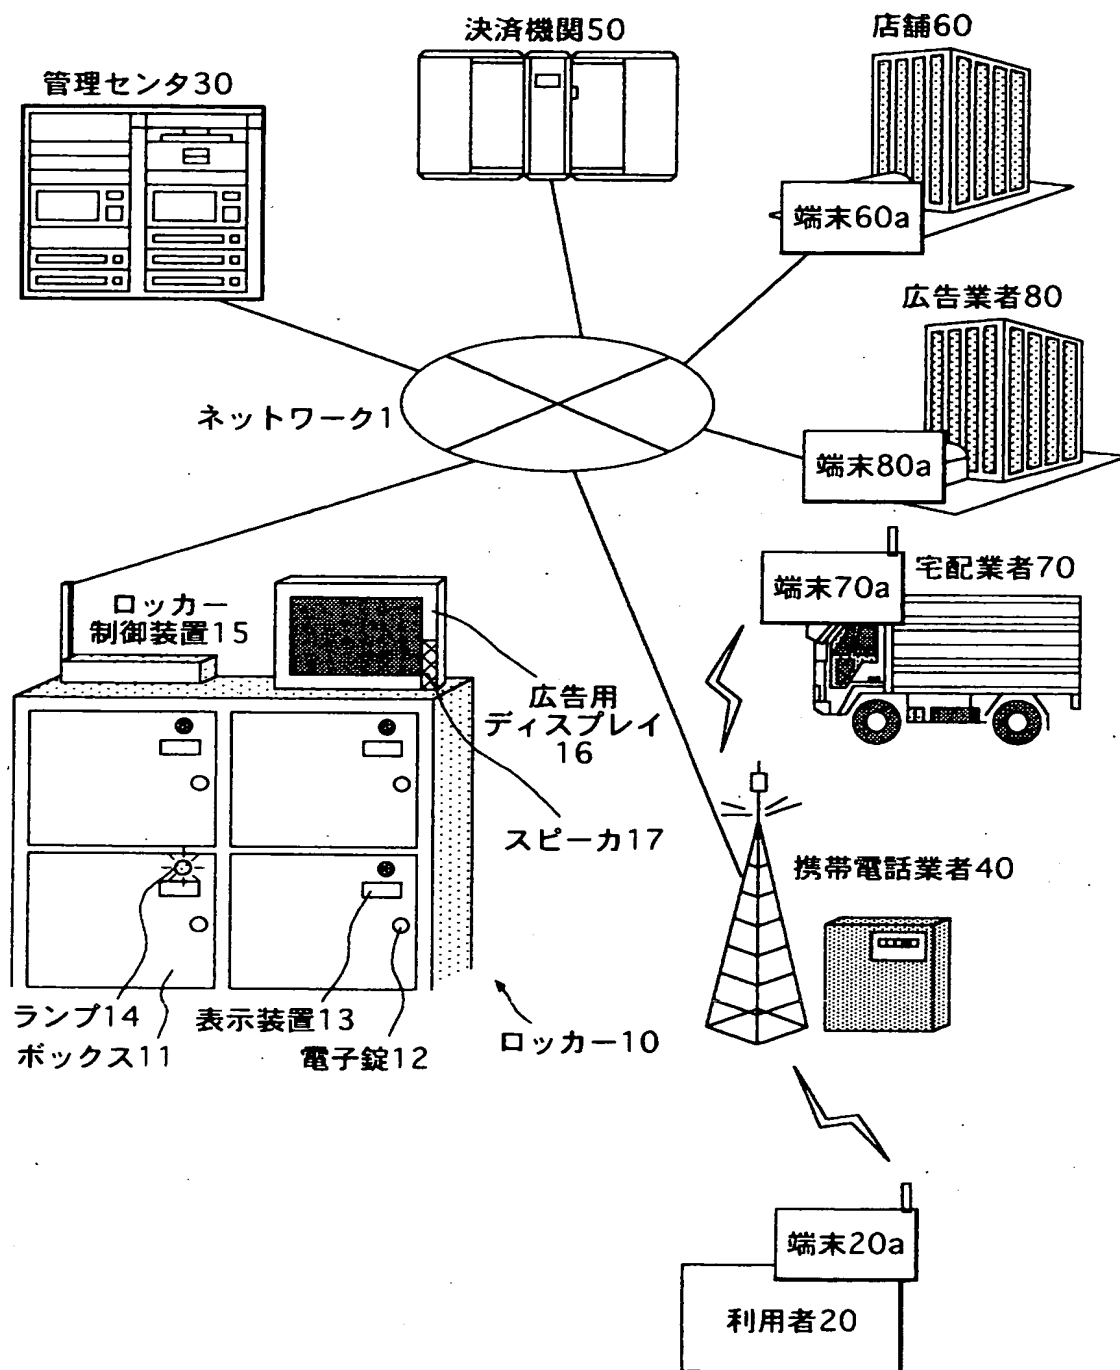 決済機関50
店舗60
管理センタ30
端末60a
広告業者80
ネットワーク1
端末80a
宅配業者70
端末70a
ロッカー
制御装置15
広告用
ディスプレイ
16
スピーカ17
携帯電話業者40
ランプ14
表示装置13
ボックス11
電子錠12
ロッカー10
端末20a
利用者20